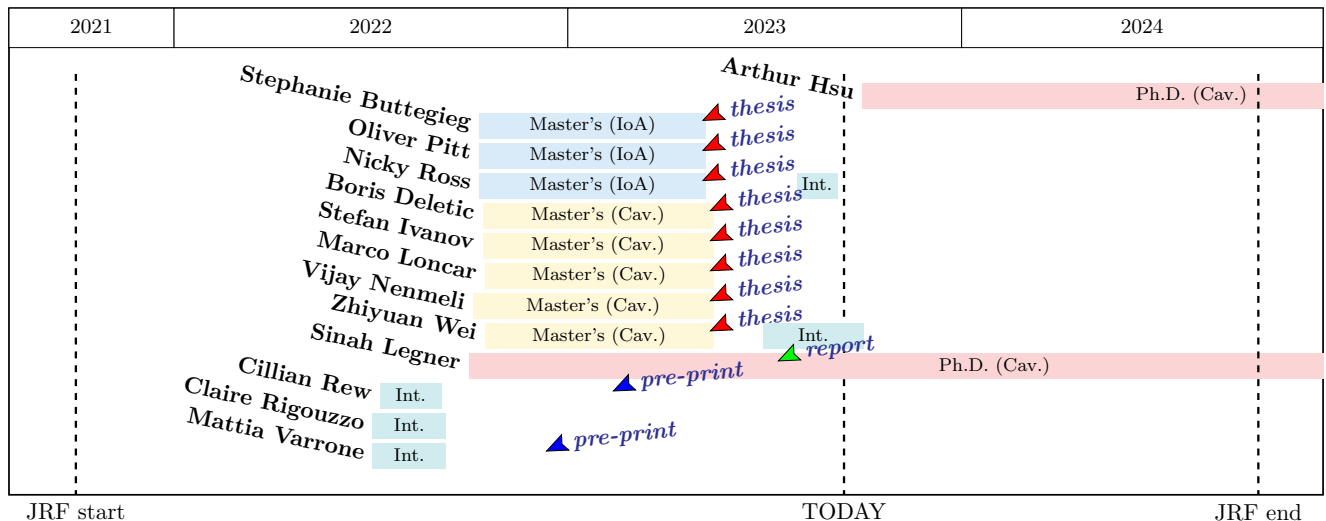 2021 2022 2023 2024
Arthur Hsu Ph.D. (Cav.)
Stephanie Buttegieg Master's (IoA) thesis
Oliver Pitt Master's (IoA) thesis
Nicky Ross Master's (IoA) thesis Int.
Boris Deletic Master's (Cav.) thesis
Stefan Ivanov Master's (Cav.) thesis
Marco Loncar Master's (Cav.) thesis
Vijay Nenmeli Master's (Cav.) thesis
Zhiyuan Wei Master's (Cav.) thesis Int.
Sinah Legner report Ph.D. (Cav.)
Cillian Rew Int. pre-print
Claire Rigouzzo Int.
Mattia Varrone Int. pre-print
JRF start TODAY JRF end